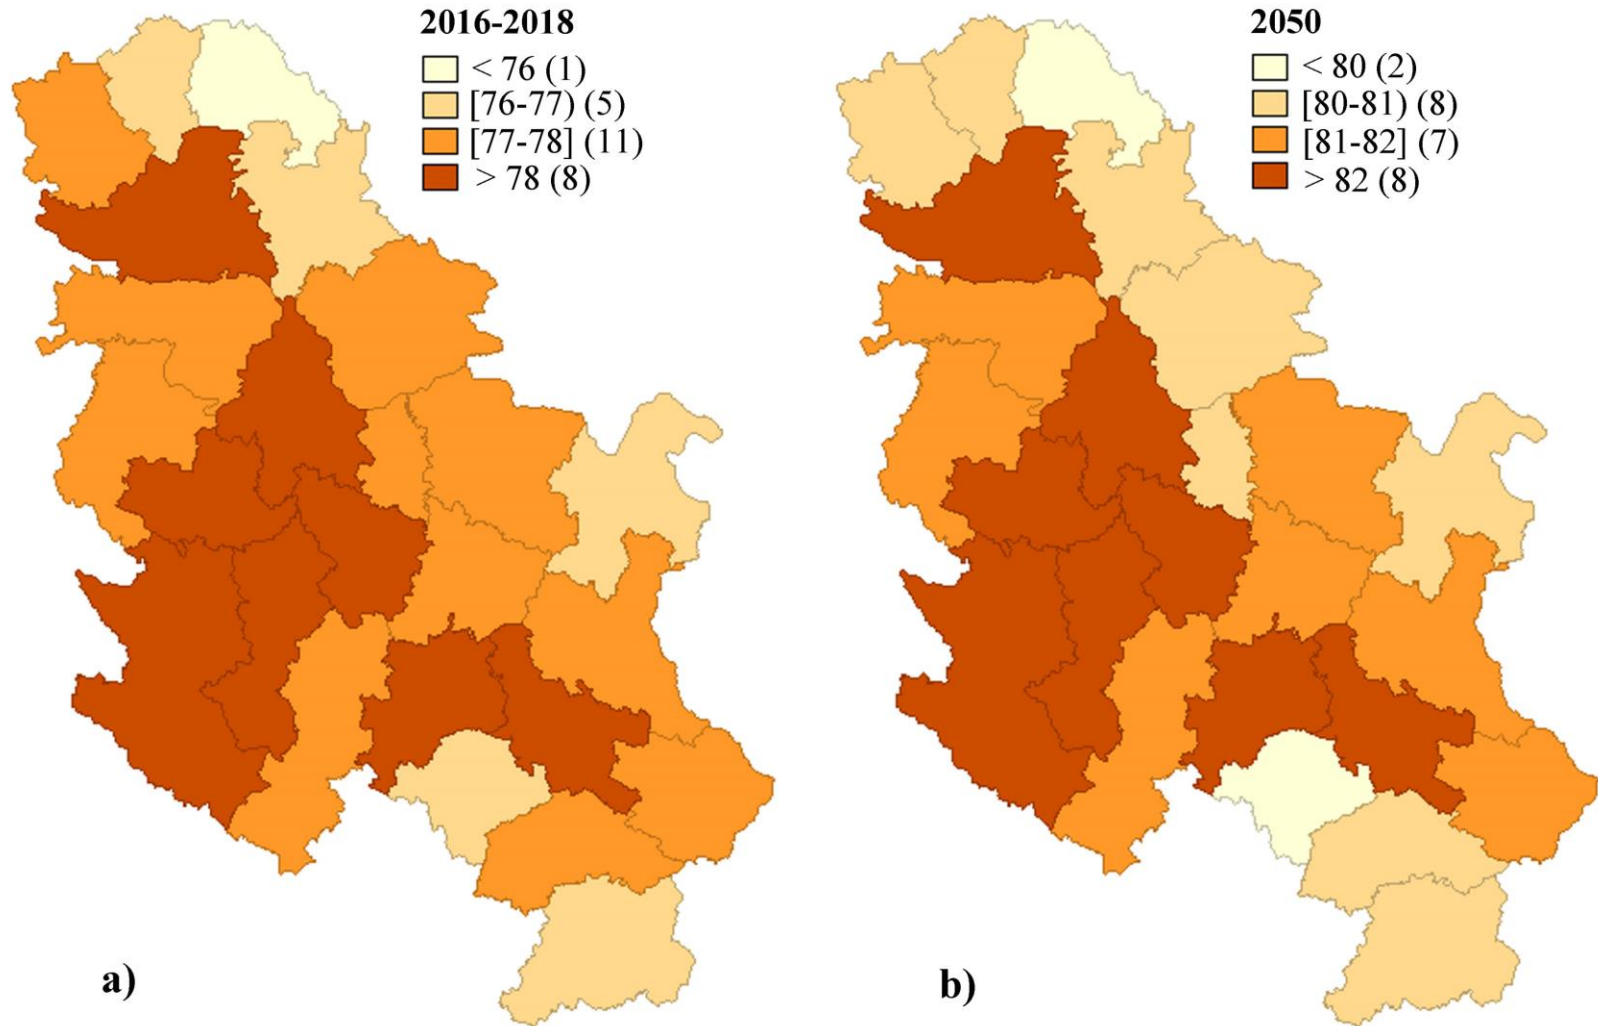 2016-2018
< 76 (1)
[76-77) (5)
[77-78] (11)
> 78 (8)
a)
2050
< 80 (2)
[80-81) (8)
[81-82] (7)
> 82 (8)
b)